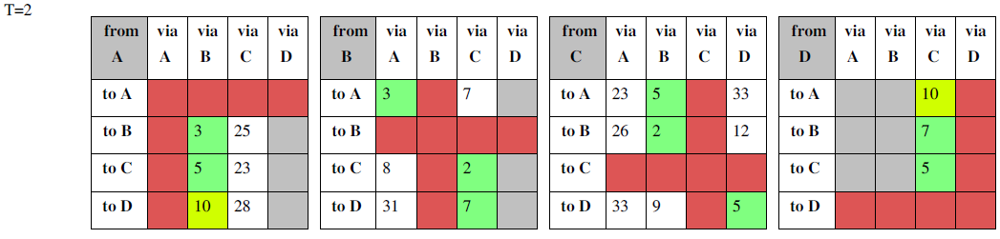 T=2
from A via A via B via C via D
to A
to B 3 25
to C 5 23
to D 10 28
from B via A via B via C via D
to A 3 7
to B
to C 8 2
to D 31 7
from C via A via B via C via D
to A 23 5 33
to B 26 2 12
to C
to D 33 9 5
from D via A via B via C via D
to A 10
to B 7
to C 5
to D